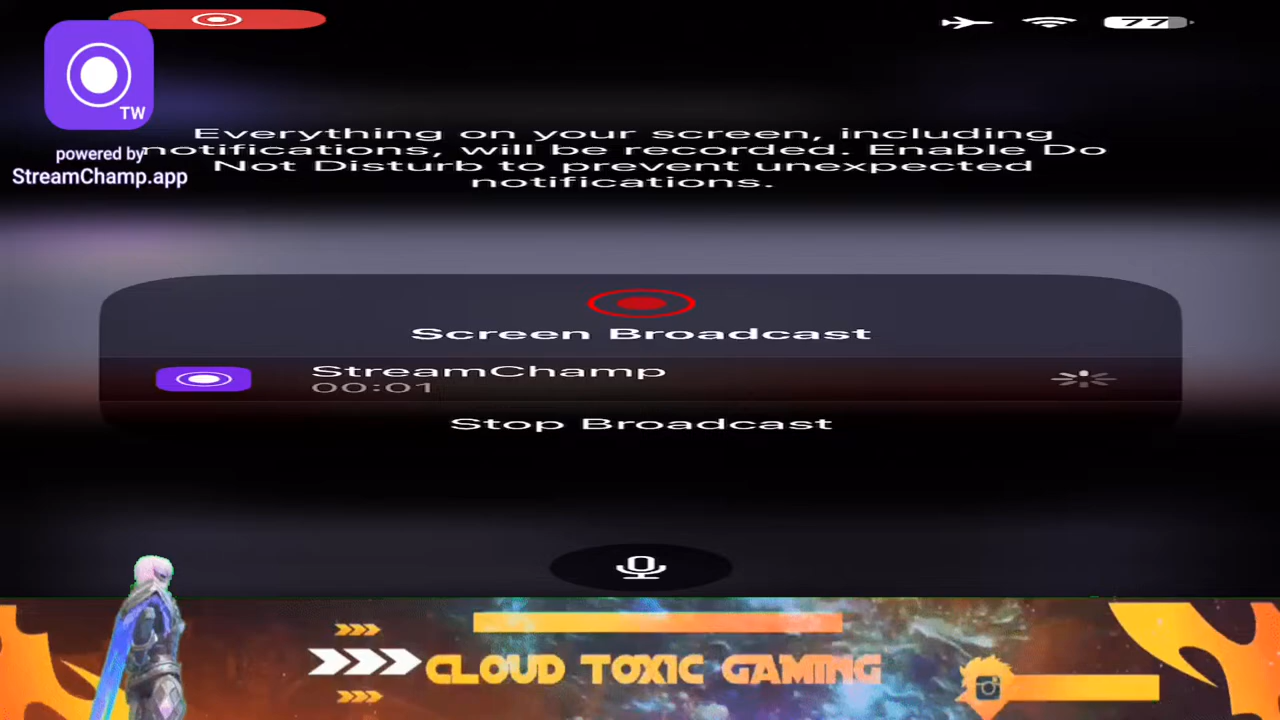 77
TW
powered by
StreamChamp.app
Everything on your screen, including
notifications, will be recorded. Enable Do
Not Disturb to prevent unexpected
notifications.
Screen Broadcast
StreamChamp
00:01
Stop Broadcast
CLOUD TOXIC GAMING